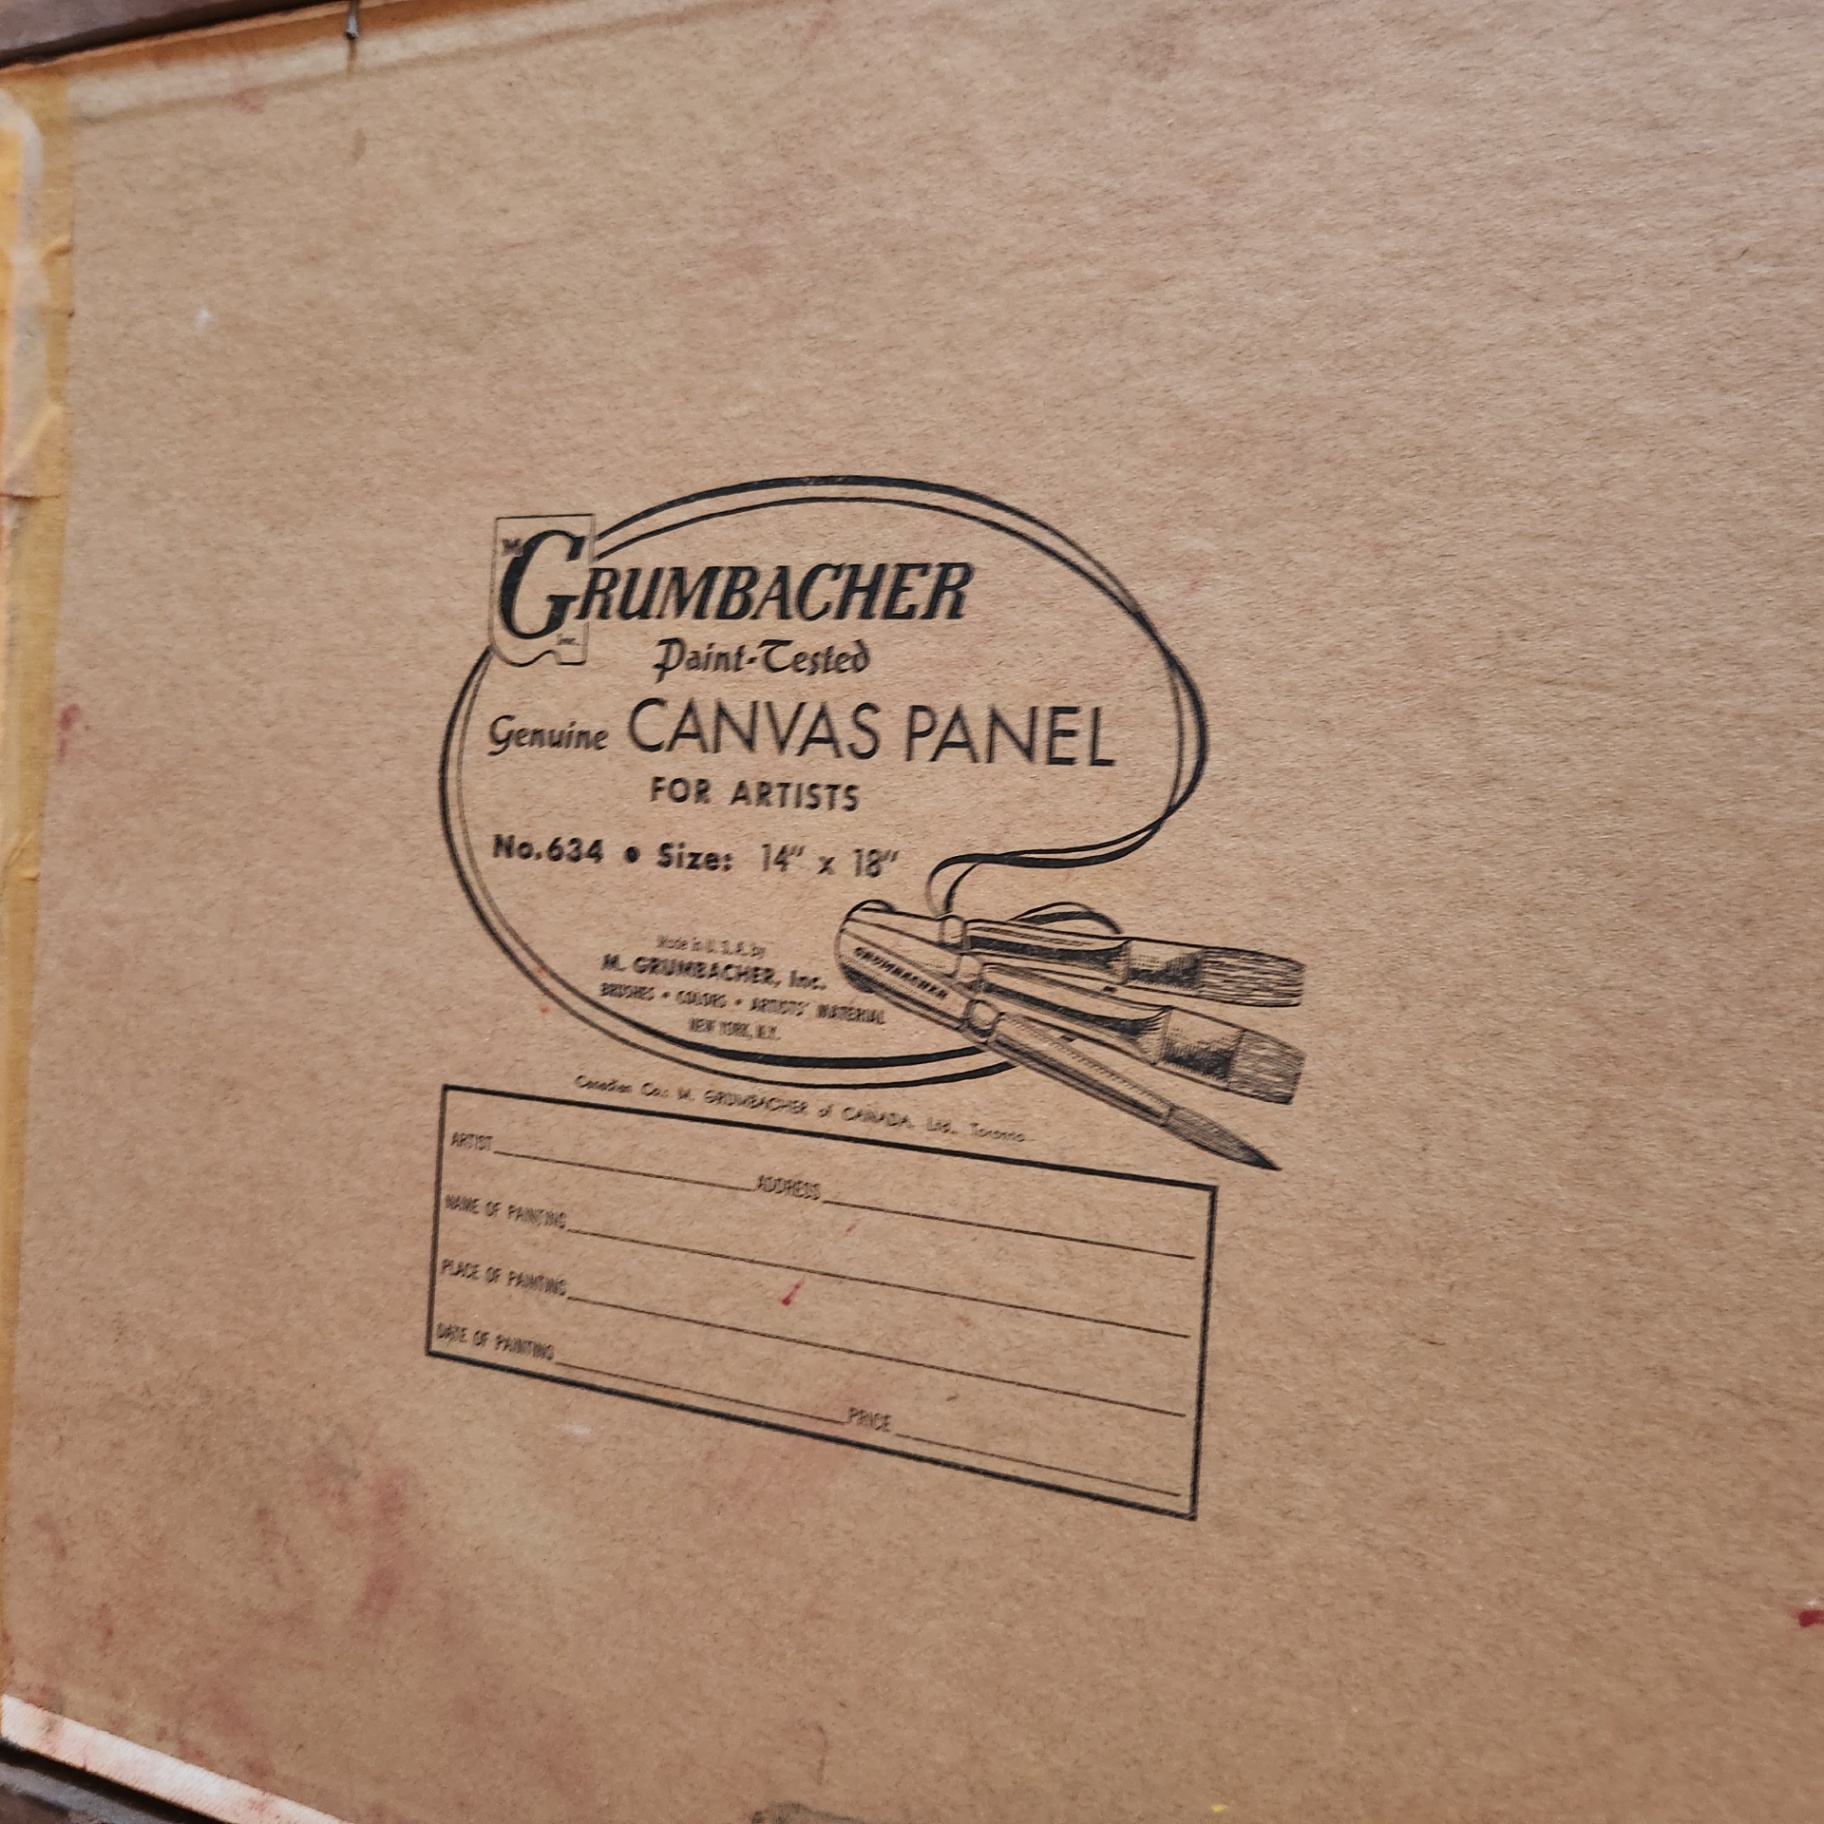 M. GRUMBACHER Inc.
Paint-Tested
Genuine CANVAS PANEL
FOR ARTISTS
No.634 • Size: 14" x 18"
Made in U.S.A. by
M. GRUMBACHER, Inc.
BRUSHES • COLORS • ARTISTS' MATERIAL
NEW YORK, N.Y.
GRUMBACHER
Canadian Co.: M. GRUMBACHER of CANADA, Ltd., Toronto
ARTIST ADDRESS
NAME OF PAINTING
PLACE OF PAINTING
DATE OF PAINTING PRICE